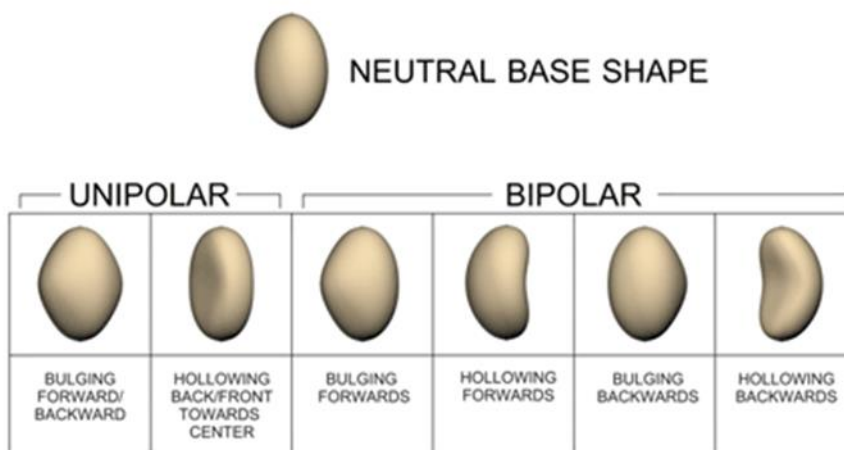 NEUTRAL BASE SHAPE
UNIPOLAR
BIPOLAR
BULGING
FORWARD/
BACKWARD
HOLLOWING
BACK/FRONT
TOWARDS
CENTER
BULGING
FORWARDS
HOLLOWING
FORWARDS
BULGING
BACKWARDS
HOLLOWING
BACKWARDS